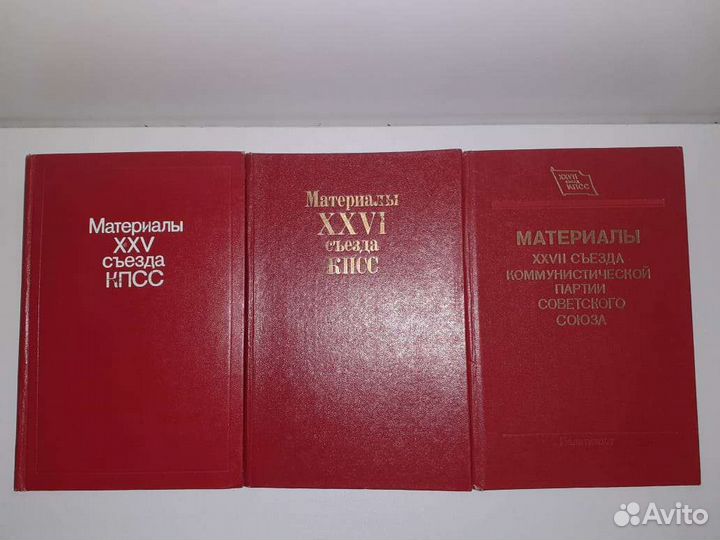 Материалы
XXV
съезда
КПСС
Материалы
XXVI
съезда
КПСС
XXVII
съезд
КПСС
МАТЕРИАЛЫ
XXVII СЪЕЗДА
КОММУНИСТИЧЕСКОЙ
ПАРТИИ
СОВЕТСКОГО
СОЮЗА
Политиздат
Avito